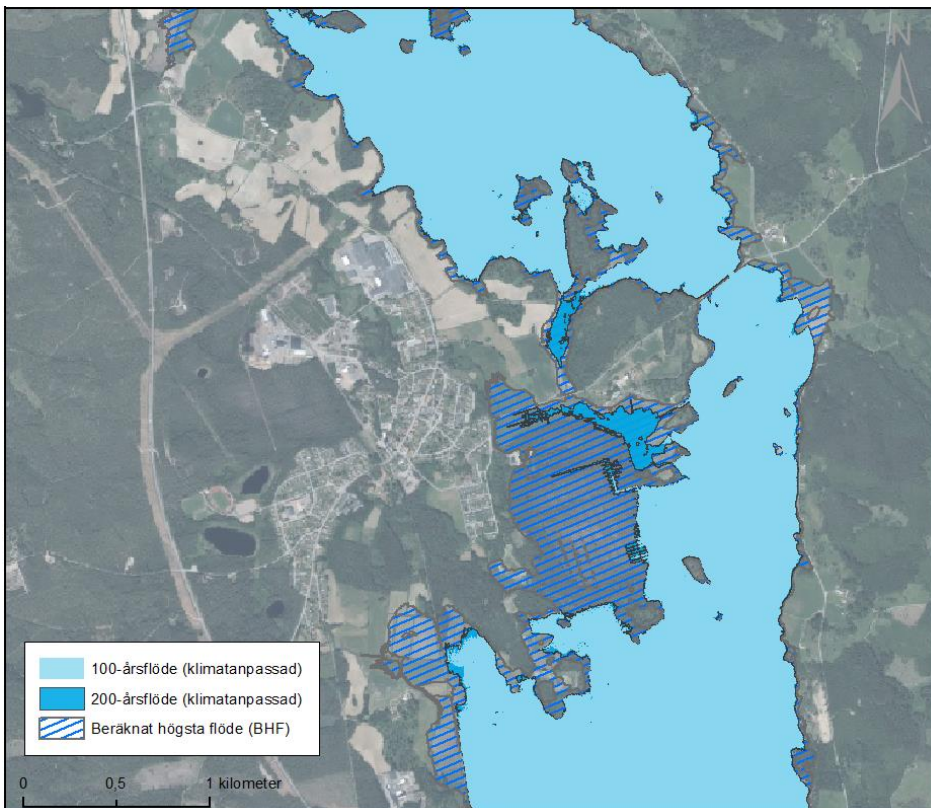 N
100-årsflöde (klimatanpassad)
200-årsflöde (klimatanpassad)
Beräknat högsta flöde (BHF)
0 0,5 1 kilometer